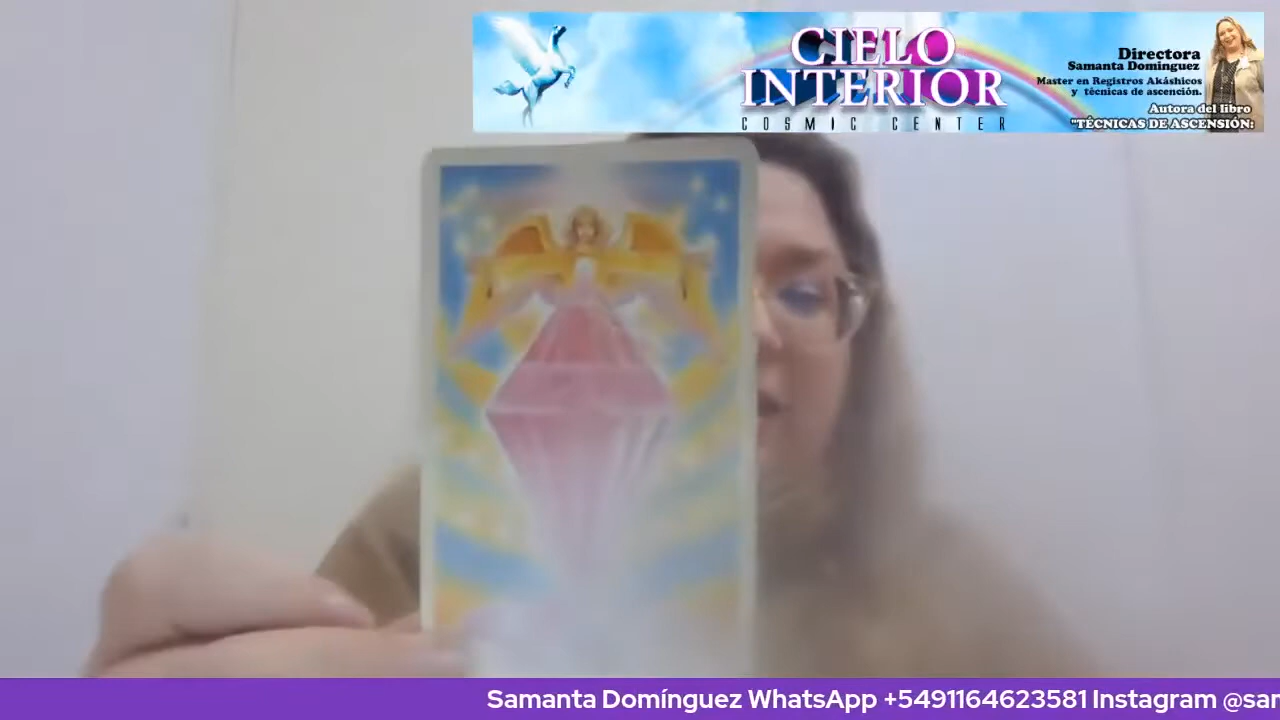 CIELO
INTERIOR
COSMIC CENTER
Directora
Samanta Dominguez
Master en Registros Akáshicos
y técnicas de ascención.
Autora del libro
"TÉCNICAS DE ASCENSIÓN:
Samanta Domínguez WhatsApp +5491164623581 Instagram @sar